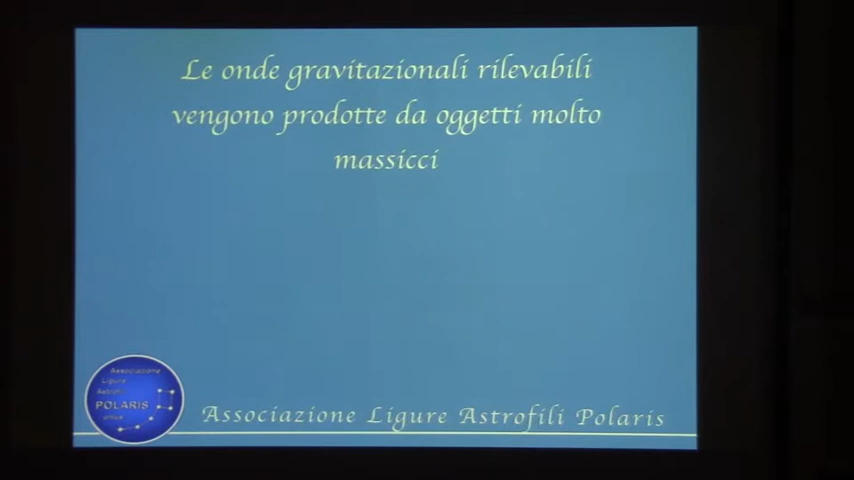 Le onde gravitazionali rilevabili
vengono prodotte da oggetti molto
massicci
Associazione
Ligure
Astrofili
POLARIS
Associazione Ligure Astrofili Polaris